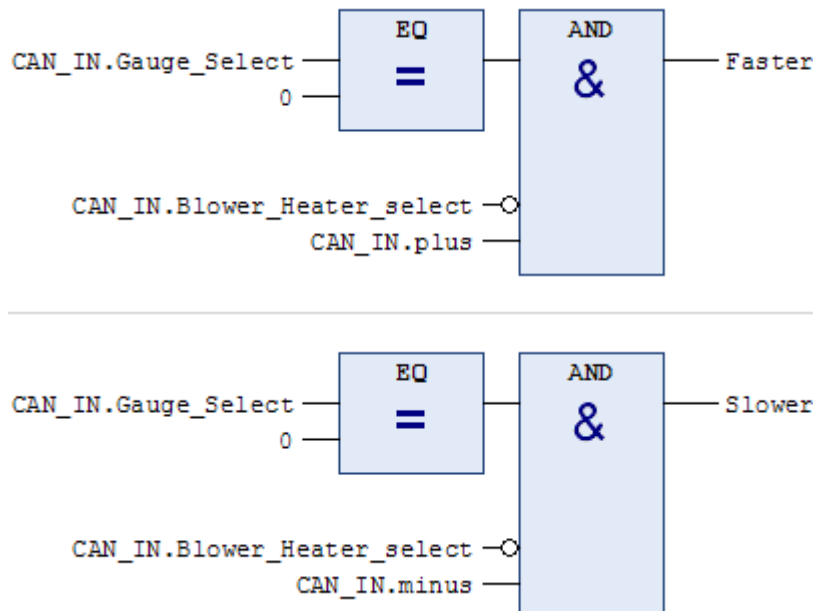 EQ AND
CAN_IN.Gauge_Select = & Faster
0
CAN_IN.Blower_Heater_select
CAN_IN.plus
EQ AND
CAN_IN.Gauge_Select = & Slower
0
CAN_IN.Blower_Heater_select
CAN_IN.minus